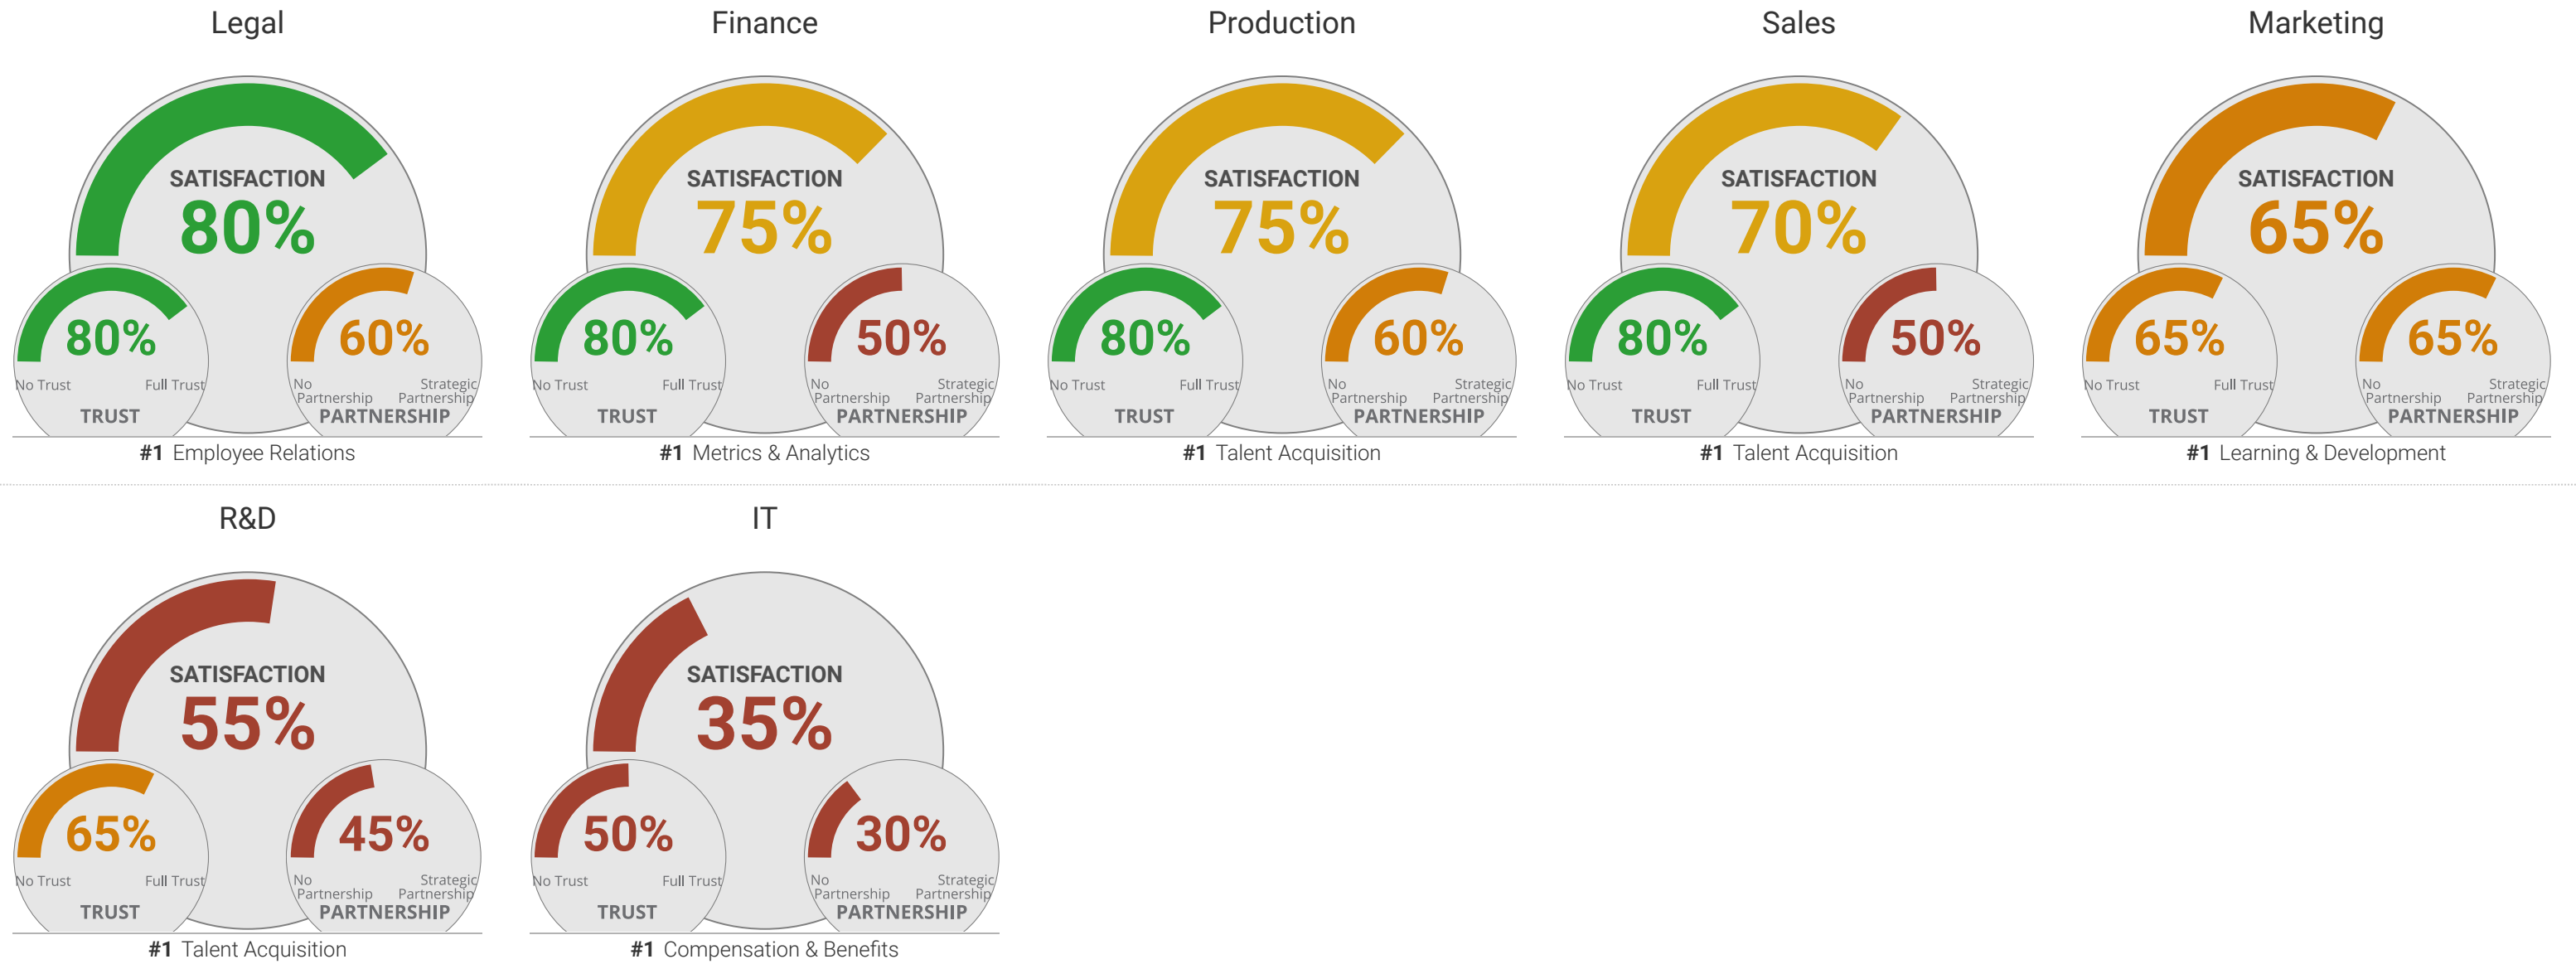 Legal
SATISFACTION
80%
80%
No Trust Full Trust
TRUST
60%
No Strategic
Partnership Partnership
PARTNERSHIP
#1 Employee Relations
Finance
SATISFACTION
75%
80%
No Trust Full Trust
TRUST
50%
No Strategic
Partnership Partnership
PARTNERSHIP
#1 Metrics & Analytics
Production
SATISFACTION
75%
80%
No Trust Full Trust
TRUST
60%
No Strategic
Partnership Partnership
PARTNERSHIP
#1 Talent Acquisition
Sales
SATISFACTION
70%
80%
No Trust Full Trust
TRUST
50%
No Strategic
Partnership Partnership
PARTNERSHIP
#1 Talent Acquisition
Marketing
SATISFACTION
65%
65%
No Trust Full Trust
TRUST
65%
No Strategic
Partnership Partnership
PARTNERSHIP
#1 Learning & Development
R&D
SATISFACTION
55%
65%
No Trust Full Trust
TRUST
45%
No Strategic
Partnership Partnership
PARTNERSHIP
#1 Talent Acquisition
IT
SATISFACTION
35%
50%
No Trust Full Trust
TRUST
30%
No Strategic
Partnership Partnership
PARTNERSHIP
#1 Compensation & Benefits